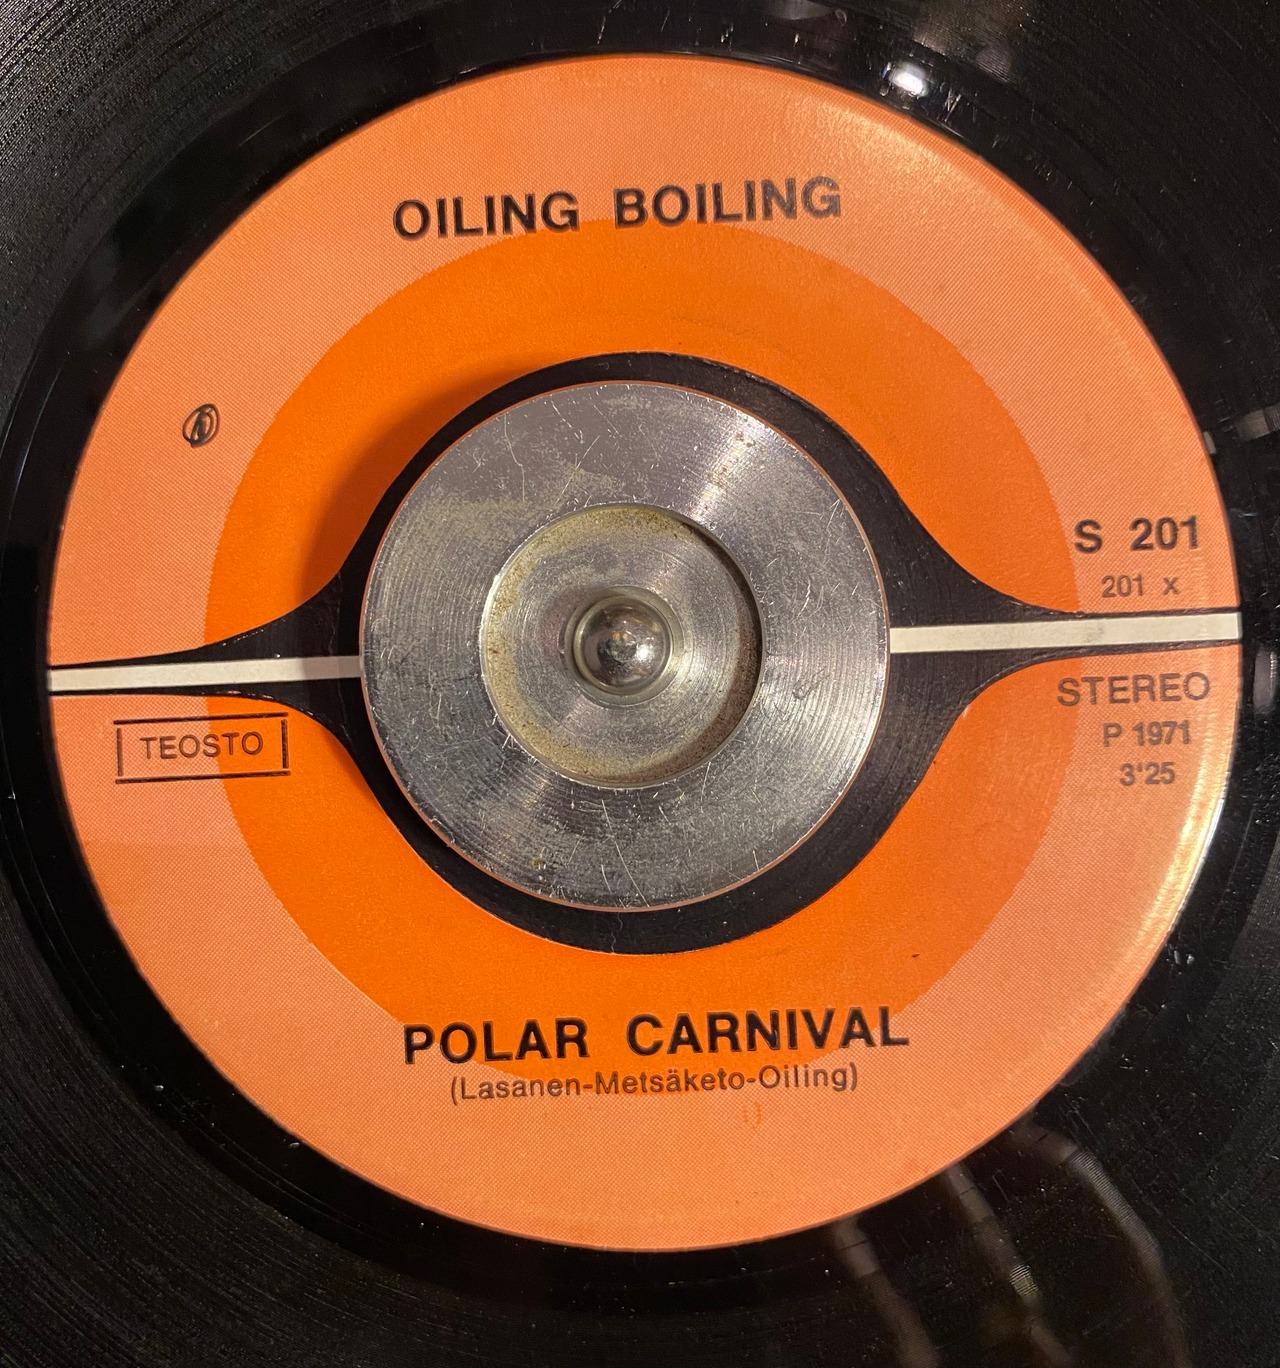 OILING BOILING
S 201
201 x
STEREO
P 1971
3'25
TEOSTO
POLAR CARNIVAL
(Lasanen-Metsäketo-Oiling)